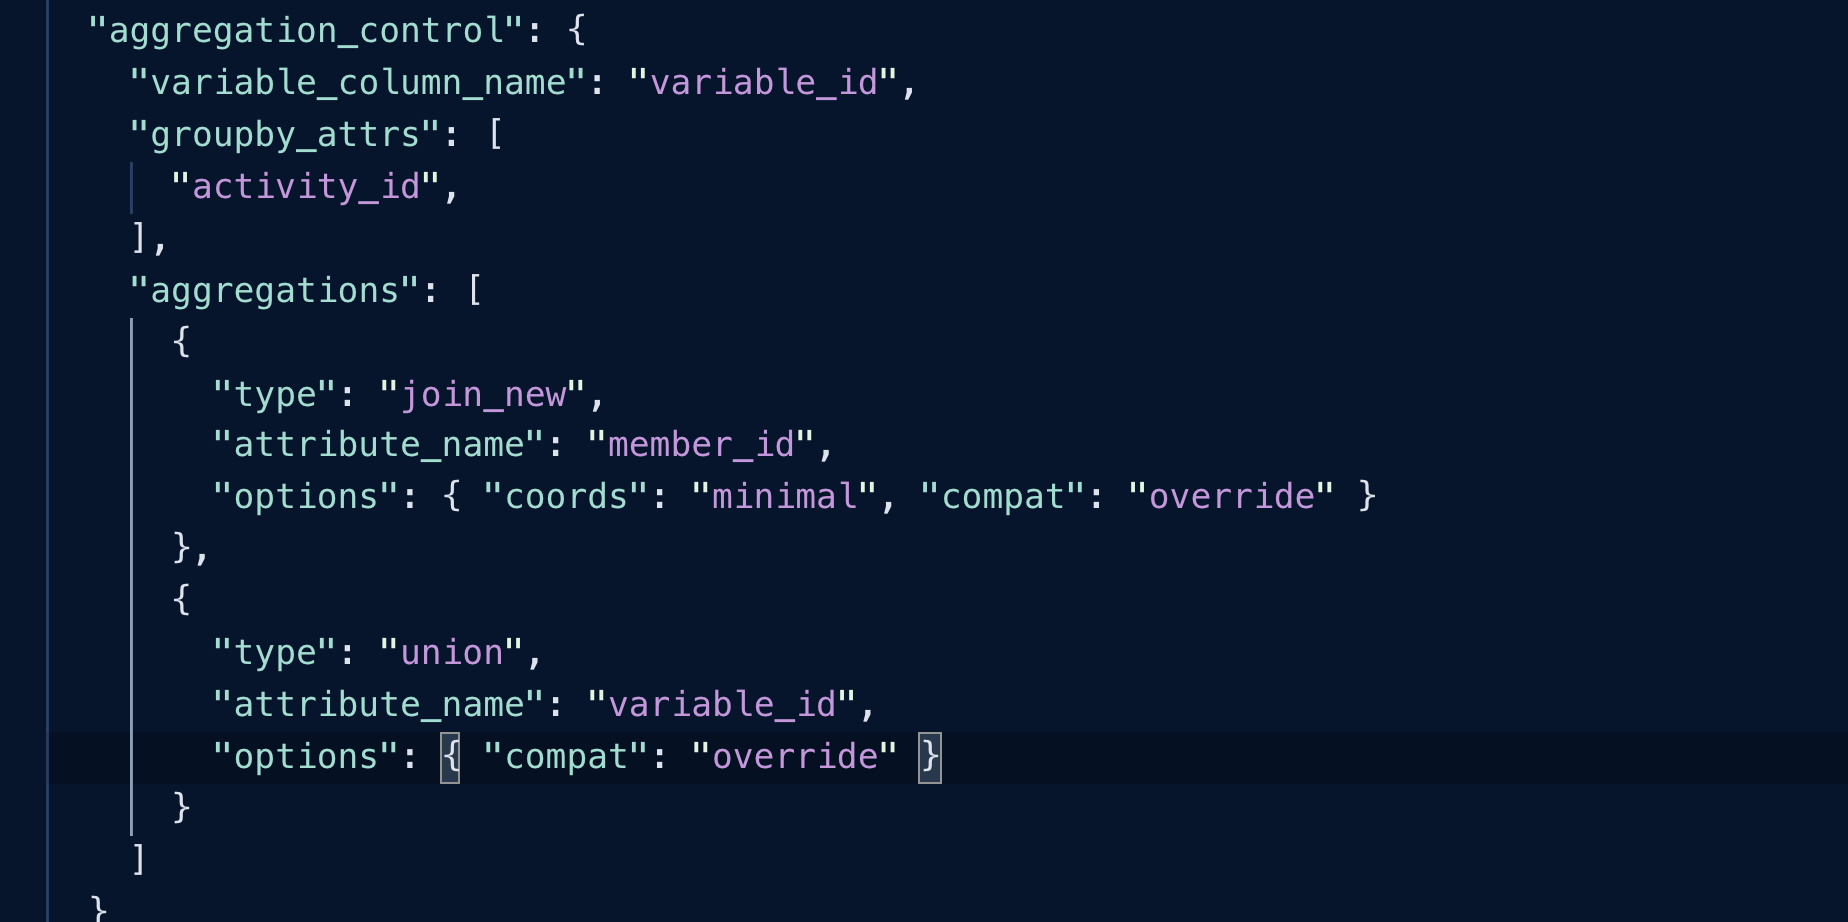 "aggregation_control": {
"variable_column_name": "variable_id",
"groupby_attrs": [
"activity_id",
],
"aggregations": [
{
"type": "join_new",
"attribute_name": "member_id",
"options": { "coords": "minimal", "compat": "override" }
},
{
"type": "union",
"attribute_name": "variable_id",
"options": { "compat": "override" }
}
]
}